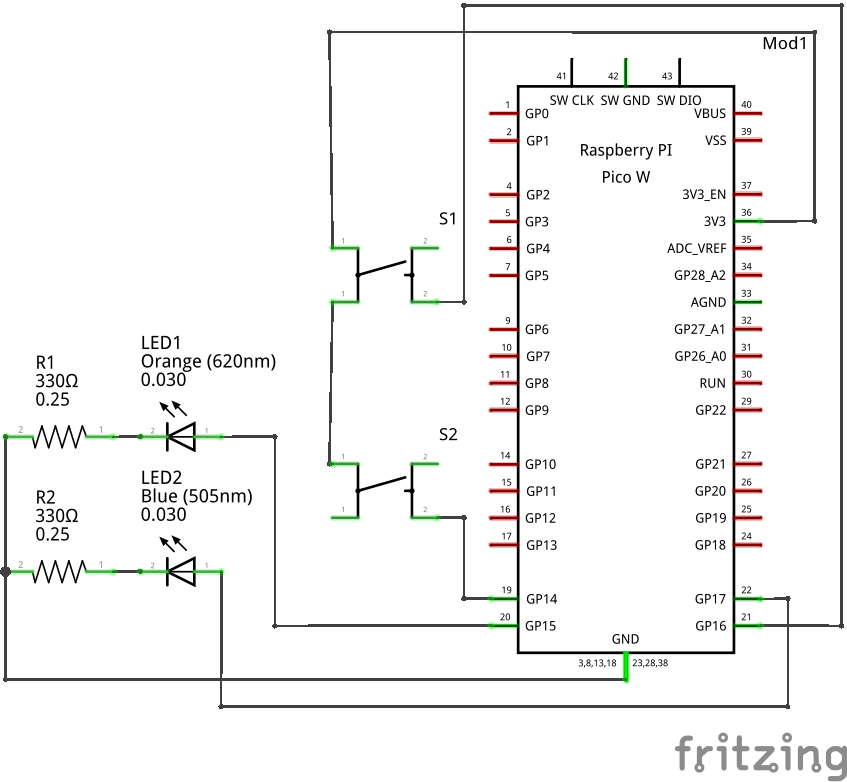 Mod1
41 42 43
SW CLK SW GND SW DIO
1 GP0 VBUS 40
2 GP1 VSS 39
Raspberry PI
Pico W
4 GP2 3V3_EN 37
5 GP3 3V3 36
6 GP4 ADC_VREF 35
7 GP5 GP28_A2 34
AGND 33
9 GP6 GP27_A1 32
10 GP7 GP26_A0 31
11 GP8 RUN 30
12 GP9 GP22 29
14 GP10 GP21 27
15 GP11 GP20 26
16 GP12 GP19 25
17 GP13 GP18 24
19 GP14 GP17 22
20 GP15 GP16 21
GND
3,8,13,18 23,28,38
S1
1 2
1 2
S2
1 2
1 2
LED1
Orange (620nm)
0.030
2 1
R1
330Ω
0.25
2 1
LED2
Blue (505nm)
0.030
2 1
R2
330Ω
0.25
2 1
fritzing